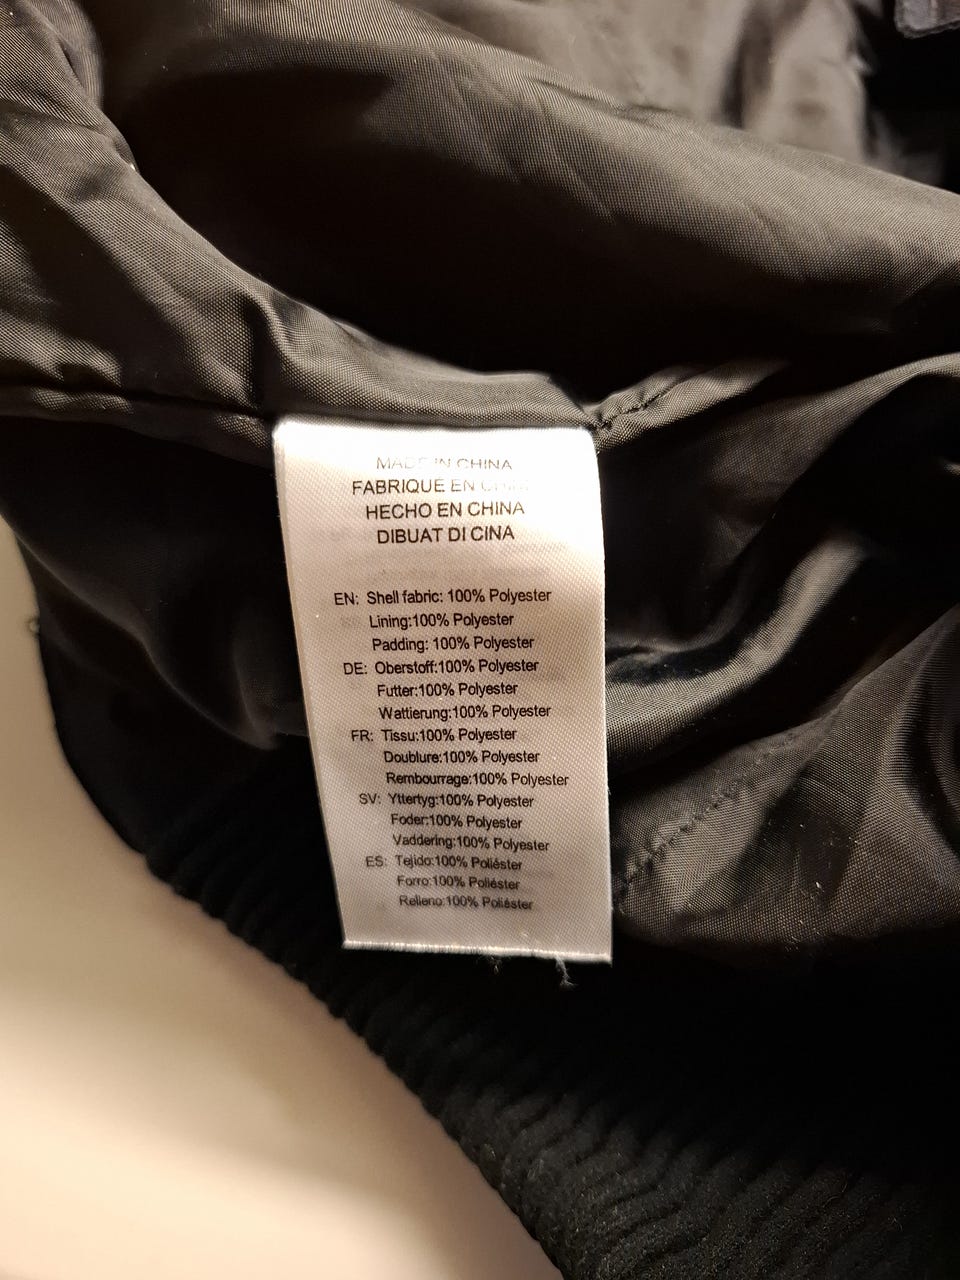 MADE IN CHINA
FABRIQUÉ EN CHINA
HECHO EN CHINA
DIBUAT DI CINA
EN: Shell fabric: 100% Polyester
Lining:100% Polyester
Padding: 100% Polyester
DE: Oberstoff:100% Polyester
Futter:100% Polyester
Wattierung:100% Polyester
FR: Tissu:100% Polyester
Doublure:100% Polyester
Rembourrage:100% Polyester
SV: Yttertyg:100% Polyester
Foder:100% Polyester
Vaddering:100% Polyester
ES: Tejido:100% Poliéster
Forro:100% Poliéster
Relleno:100% Poliéster